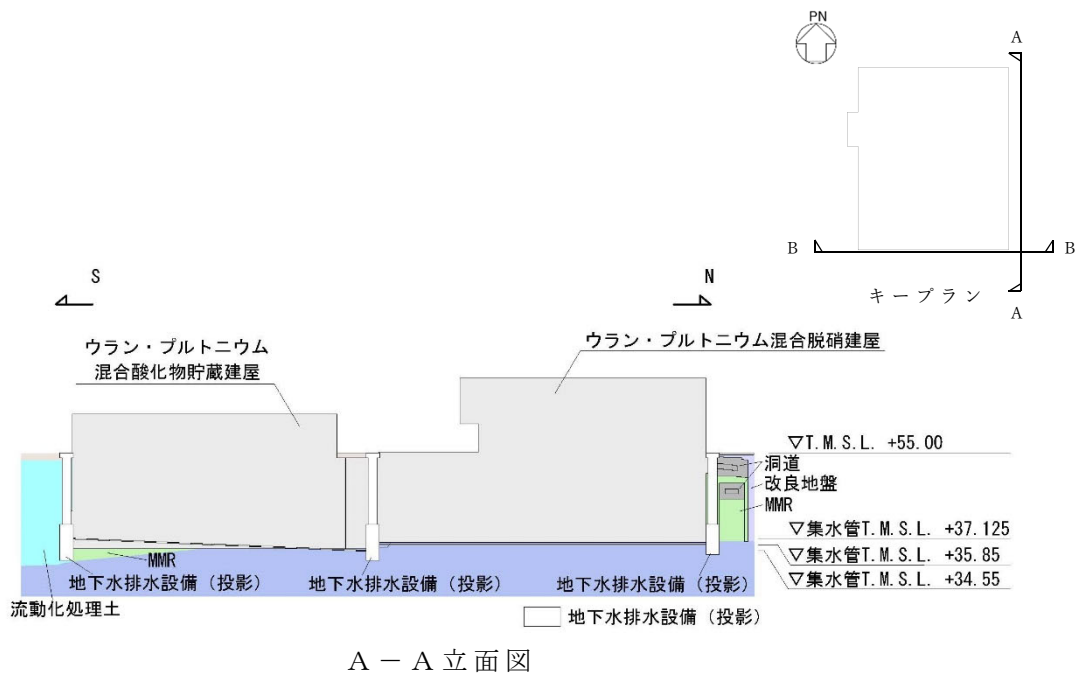 PN
A
B
B
キープラン
A
S
N
ウラン・プルトニウム
混合酸化物貯蔵建屋
ウラン・プルトニウム混合脱硝建屋
▽T.M.S.L. +55.00
洞道
改良地盤
MMR
▽集水管T.M.S.L. +37.125
▽T.M.S.L. +35.85
▽集水管T.M.S.L. +34.55
MMR
地下水排水設備（投影）
地下水排水設備（投影）
地下水排水設備（投影）
流動化処理土
地下水排水設備（投影）
A－A立面図